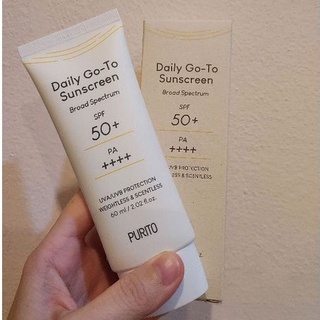 Daily Go-To
Sunscreen
Broad Spectrum
SPF
50+
PA
++++
UVA/UVB PROTECTION
WEIGHTLESS & SCENTLESS
60 ml / 2.02 fl.oz.
PURITO
Daily Go-To
Sunscreen
Broad Spectrum
SPF
50+
PA
++++
/UVB PROTECTION
LESS & SCENTLESS